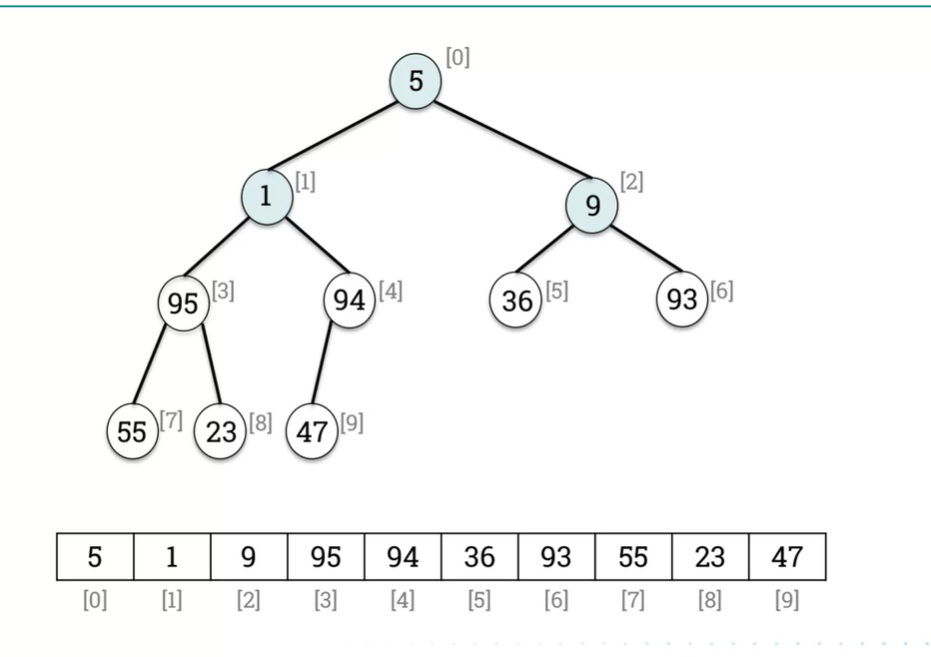 5 [0]
1 [1] 9 [2]
95 [3] 94 [4] 36 [5] 93 [6]
55 [7] 23 [8] 47 [9]
5 1 9 95 94 36 93 55 23 47
[0] [1] [2] [3] [4] [5] [6] [7] [8] [9]